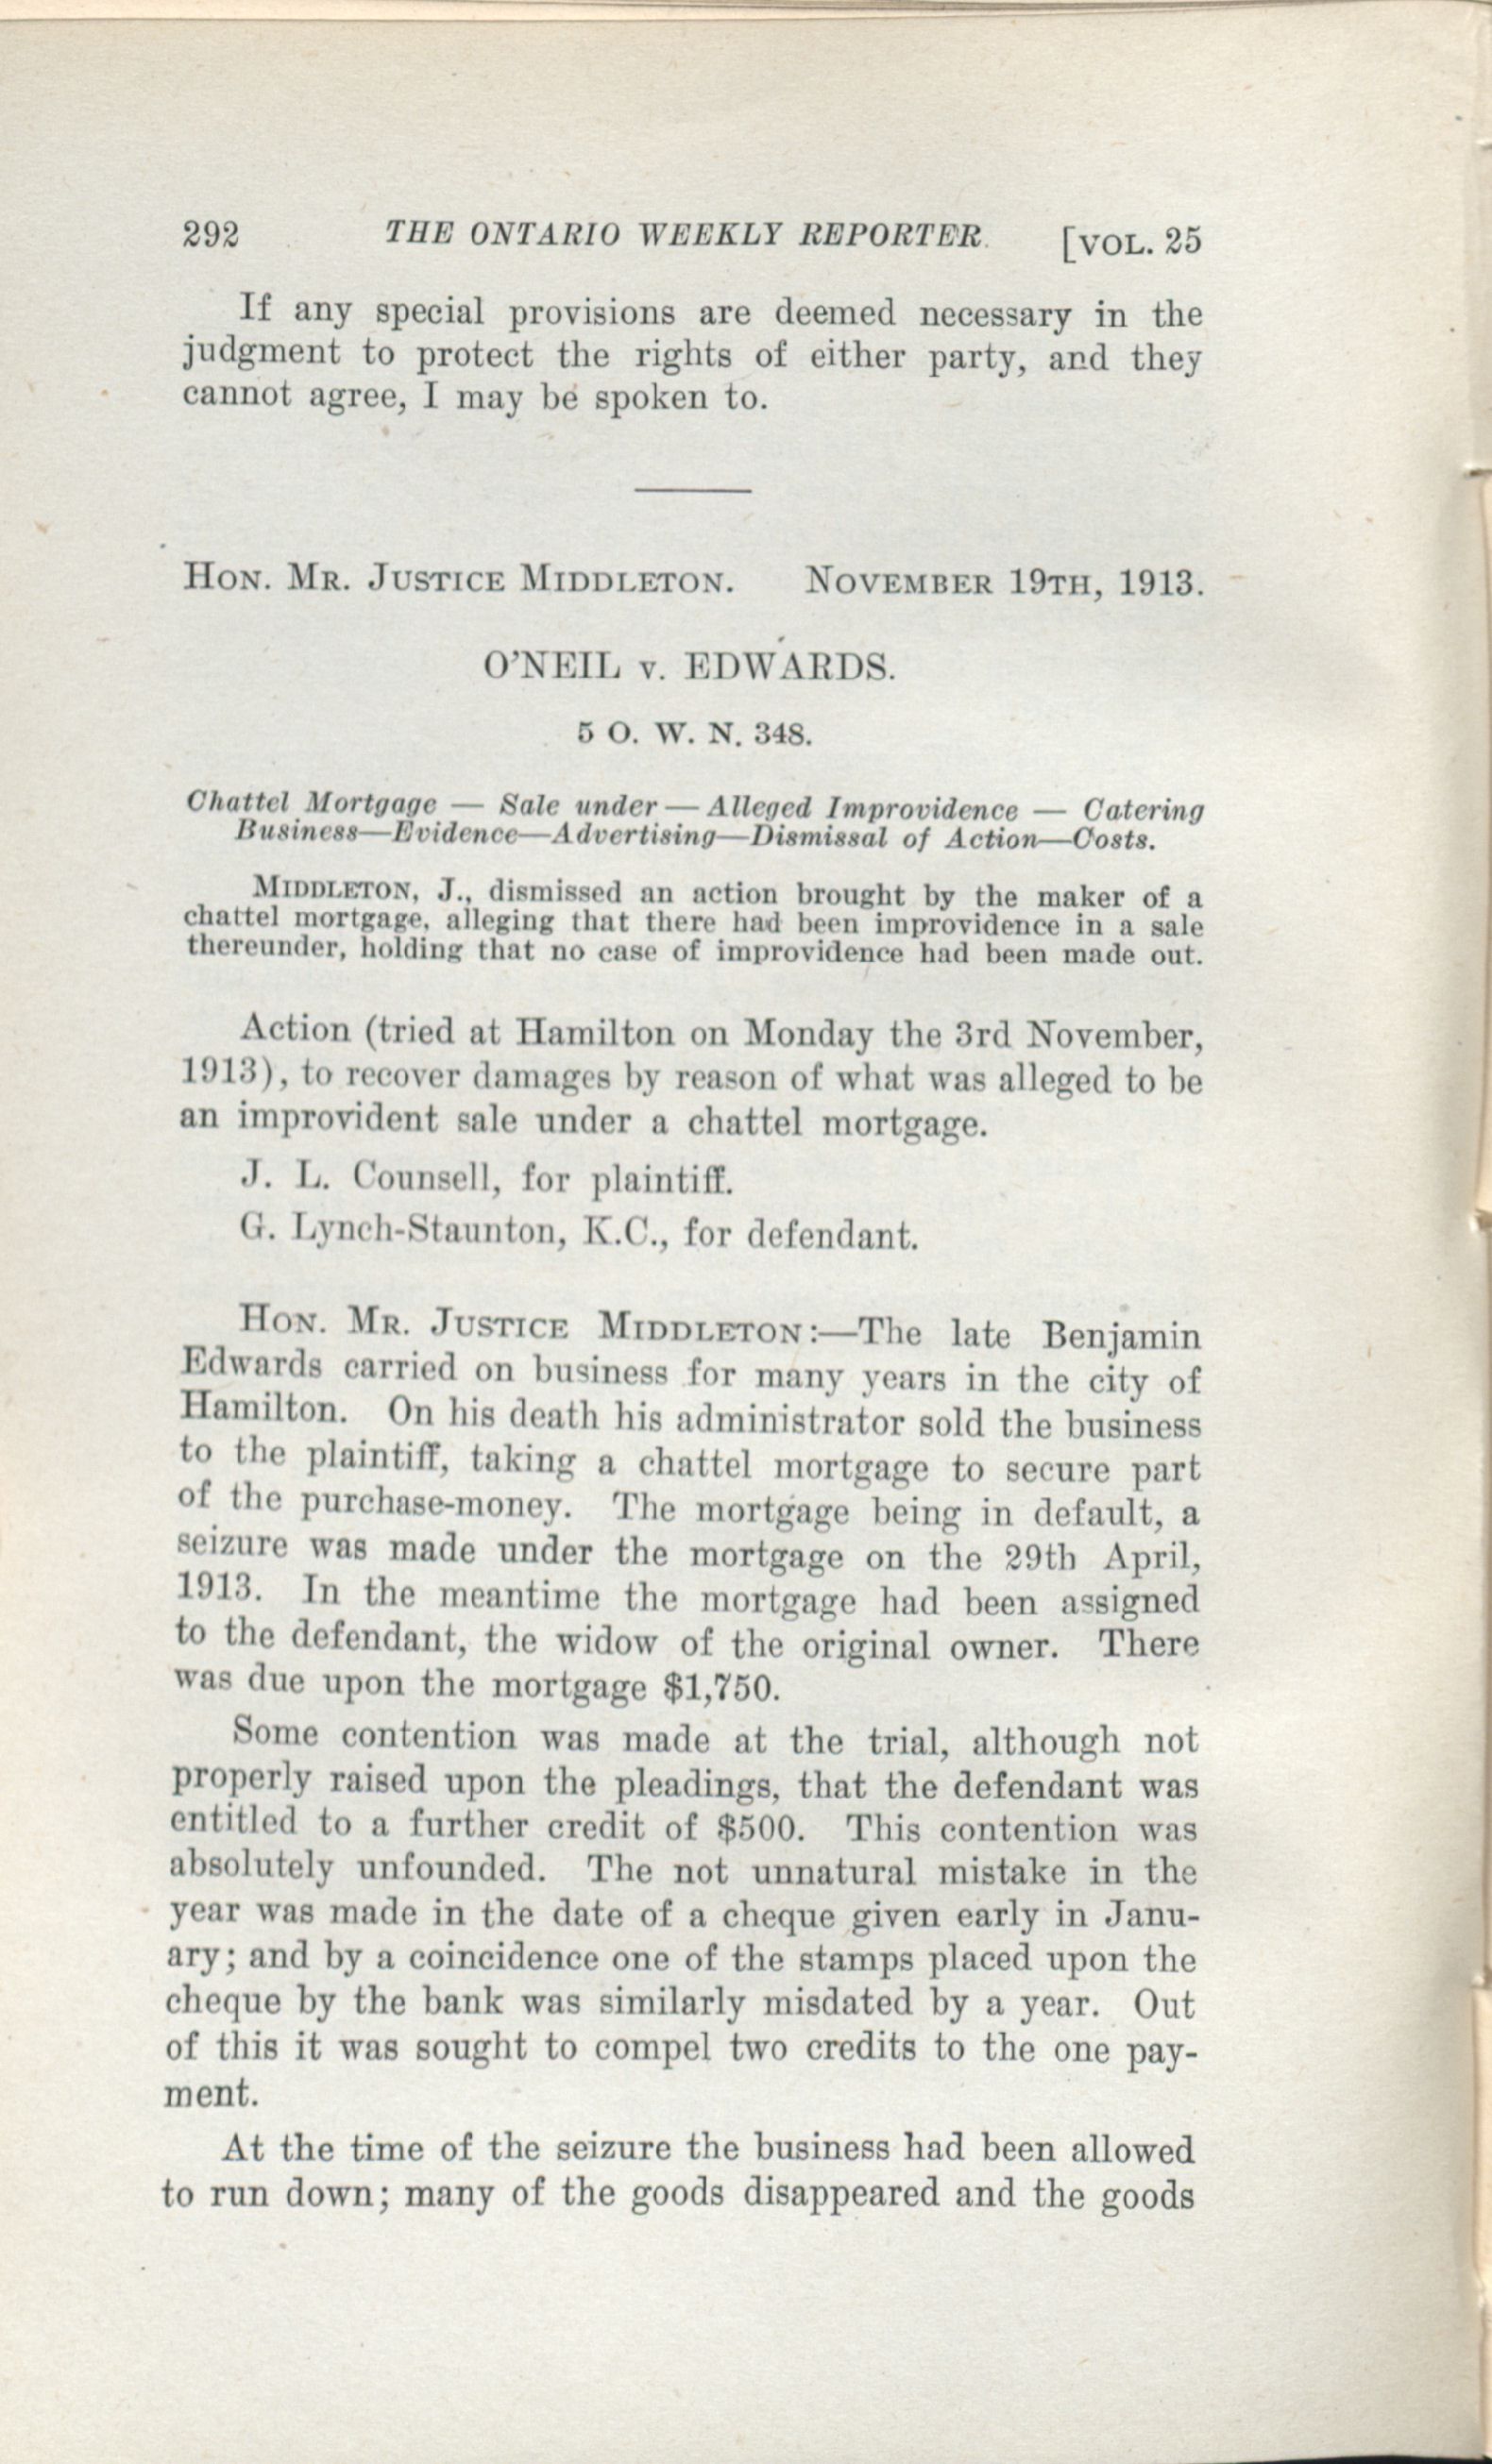 292 THE ONTARIO WEEKLY REPORTER. [VOL. 25
If any special provisions are deemed necessary in the
judgment to protect the rights of either party, and they
cannot agree, I may be spoken to.
HON. MR. JUSTICE MIDDLETON. NOVEMBER 19TH, 1913.
O'NEIL v. EDWARDS.
5 O. W. N. 348.
Chattel Mortgage — Sale under — Alleged Improvidence — Catering
Business—Evidence—Advertising—Dismissal of Action—Costs.
MIDDLETON, J., dismissed an action brought by the maker of a
chattel mortgage, alleging that there had been improvidence in a sale
thereunder, holding that no case of improvidence had been made out.
Action (tried at Hamilton on Monday the 3rd November,
1913), to recover damages by reason of what was alleged to be
an improvident sale under a chattel mortgage.
J. L. Counsell, for plaintiff.
G. Lynch-Staunton, K.C., for defendant.
HON. MR. JUSTICE MIDDLETON:—The late Benjamin
Edwards carried on business for many years in the city of
Hamilton. On his death his administrator sold the business
to the plaintiff, taking a chattel mortgage to secure part
of the purchase-money. The mortgage being in default, a
seizure was made under the mortgage on the 29th April,
1913. In the meantime the mortgage had been assigned
to the defendant, the widow of the original owner. There
was due upon the mortgage $1,750.
Some contention was made at the trial, although not
properly raised upon the pleadings, that the defendant was
entitled to a further credit of $500. This contention was
absolutely unfounded. The not unnatural mistake in the
year was made in the date of a cheque given early in Janu-
ary; and by a coincidence one of the stamps placed upon the
cheque by the bank was similarly misdated by a year. Out
of this it was sought to compel two credits to the one pay-
ment.
At the time of the seizure the business had been allowed
to run down; many of the goods disappeared and the goods